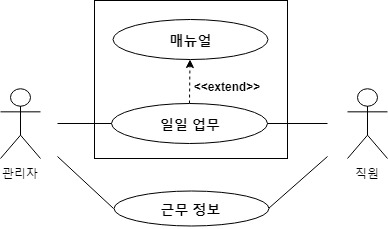 매뉴얼
<<extend>>
일일 업무
관리자
직원
근무 정보